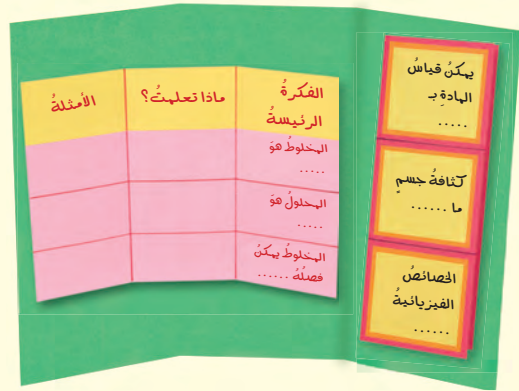 الفكرةُ الرئيسةُ
ماذا تعلمتُ؟
الأمثلةُ
المخلوطُ هوَ
.....
المحلولُ هوَ
.....
المخلوطُ يمكنُ
فصلُهُ ......
يمكنُ قياسُ
المادةِ بـ
.....
كثافةُ جسمٍ
ما ......
الخصائصُ
الفيزيائيةُ
......